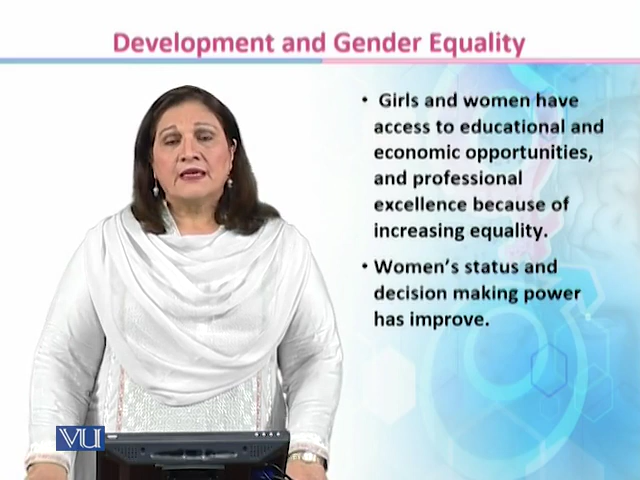 Development and Gender Equality
• Girls and women have
access to educational and
economic opportunities,
and professional
excellence because of
increasing equality.
• Women's status and
decision making power
has improve.
VU